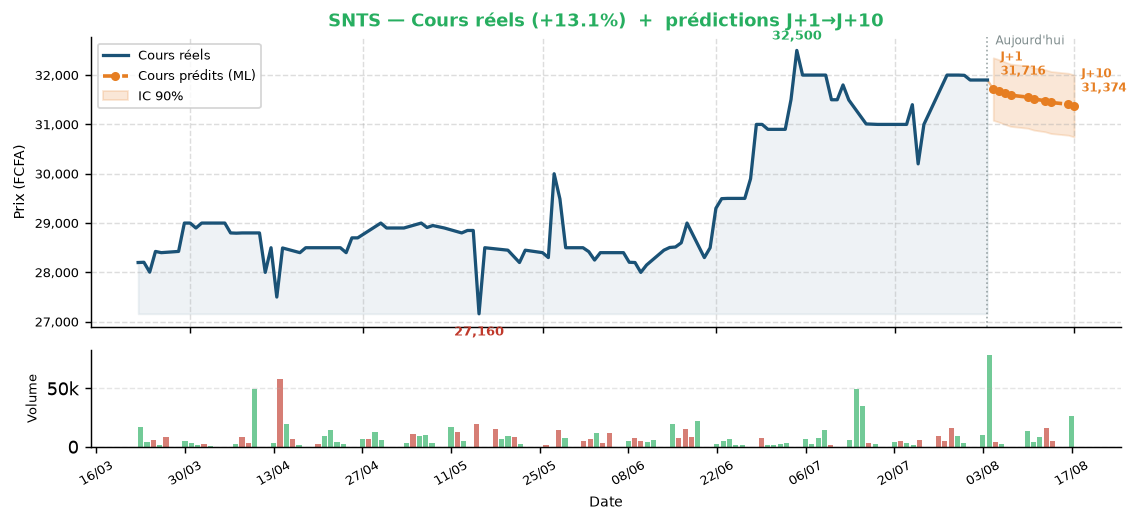 SNTS — Cours réels (+13.1%) + prédictions J+1→J+10
Cours réels
Cours prédits (ML)
IC 90%
32,500
Aujourd'hui
J+1
31,716
J+10
31,374
27,160
Prix (FCFA)
32,000
31,000
30,000
29,000
28,000
27,000
Volume
50k
0
16/03
30/03
13/04
27/04
11/05
25/05
08/06
22/06
06/07
20/07
03/08
17/08
Date